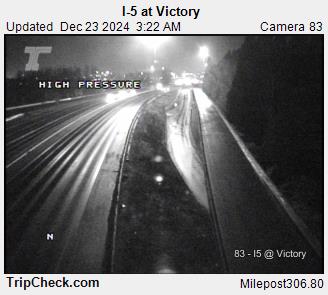 I-5 at Victory
Updated Dec 23 2024 3:22 AM Camera 83
HIGH PRESSURE
N
83 - I5 @ Victory
TripCheck.com Milepost306.80